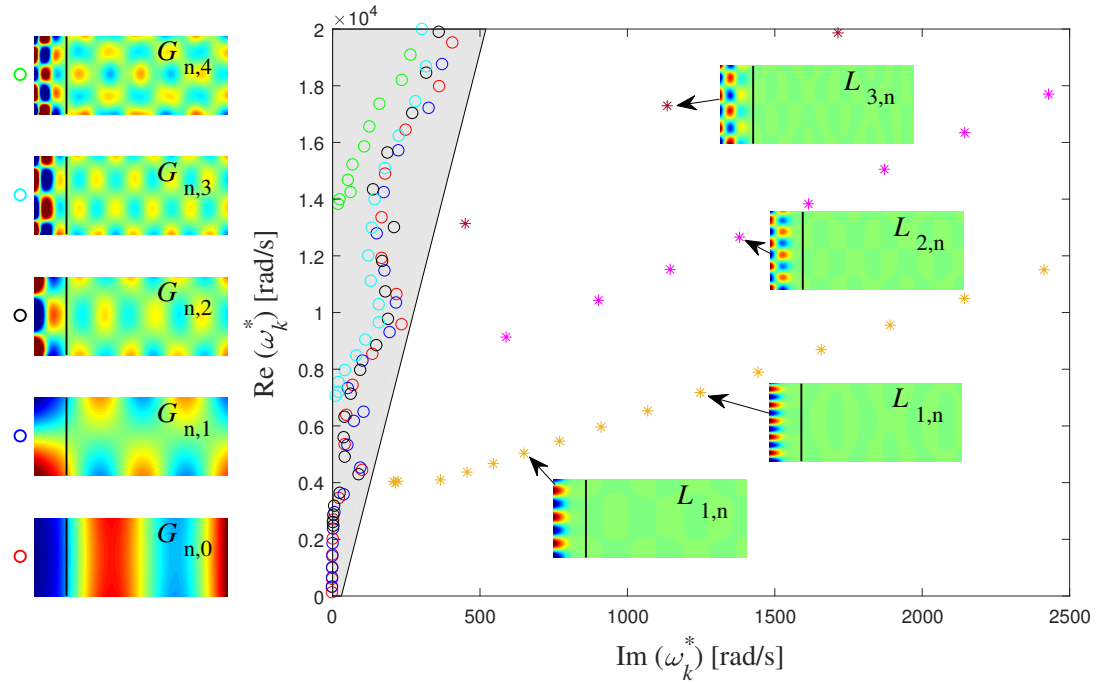 G n,4
G n,3
G n,2
G n,1
G n,0
×10⁴
2
1.8
1.6
1.4
1.2
1
0.8
0.6
0.4
0.2
0
Re (ω*k) [rad/s]
L 3,n
L 2,n
L 1,n
L 1,n
0 500 1000 1500 2000 2500
Im (ω*k) [rad/s]